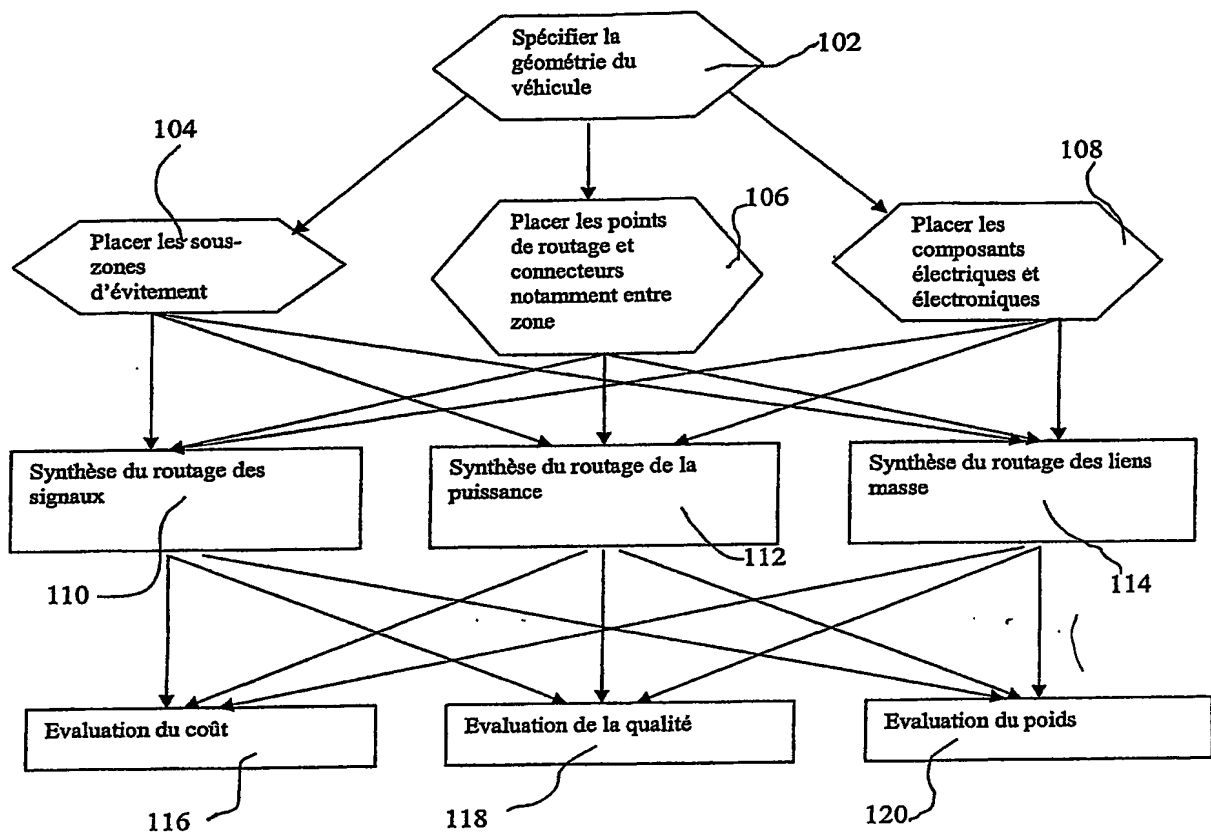 Spécifier la
géométrie du
véhicule
102
104
Placer les sous-
zones
d'évitement
106
Placer les points
de routage et
connecteurs
notamment entre
zone
108
Placer les
composants
électriques et
électroniques
Synthèse du routage des
signaux
110
Synthèse du routage de la
puissance
112
Synthèse du routage des liens
masse
114
Evaluation du coût
116
Evaluation de la qualité
118
Evaluation du poids
120